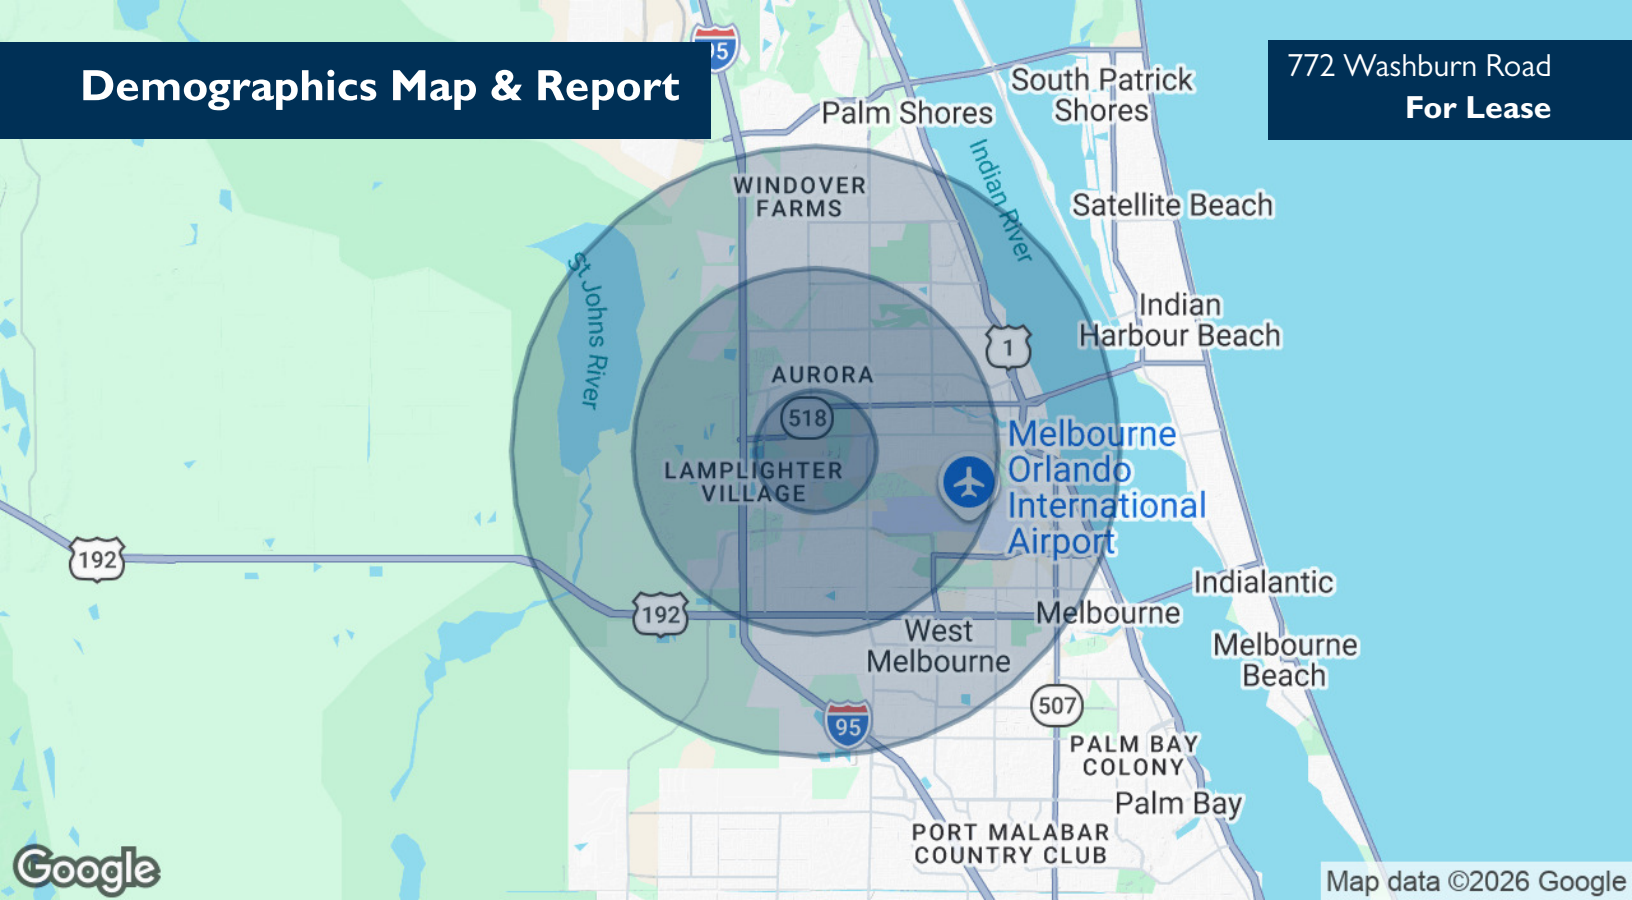 Demographics Map & Report
772 Washburn Road
For Lease
95
South Patrick
Shores
Palm Shores
Indian River
WINDOVER
FARMS
Satellite Beach
St Johns River
Indian
Harbour Beach
1
AURORA
518
Melbourne
Orlando
International
Airport
LAMPLIGHTER
VILLAGE
192
Indialantic
192
Melbourne
West
Melbourne
Melbourne
Beach
507
95
PALM BAY
COLONY
Palm Bay
PORT MALABAR
COUNTRY CLUB
Google
Map data ©2026 Google